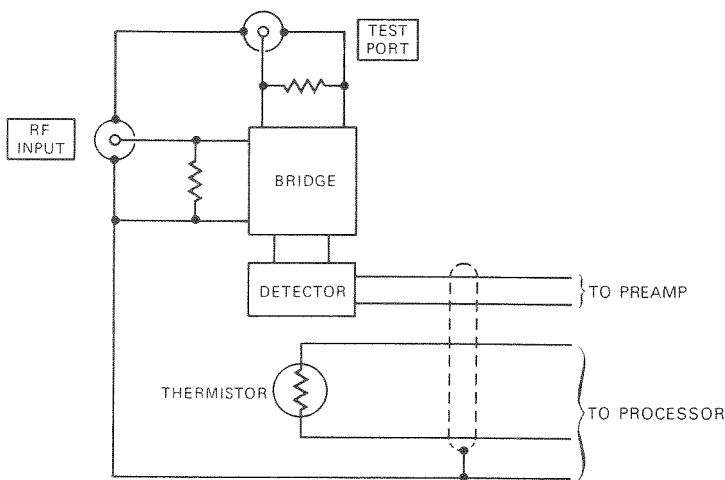 TEST
PORT
RF
INPUT
BRIDGE
DETECTOR
TO PREAMP
THERMISTOR
TO PROCESSOR